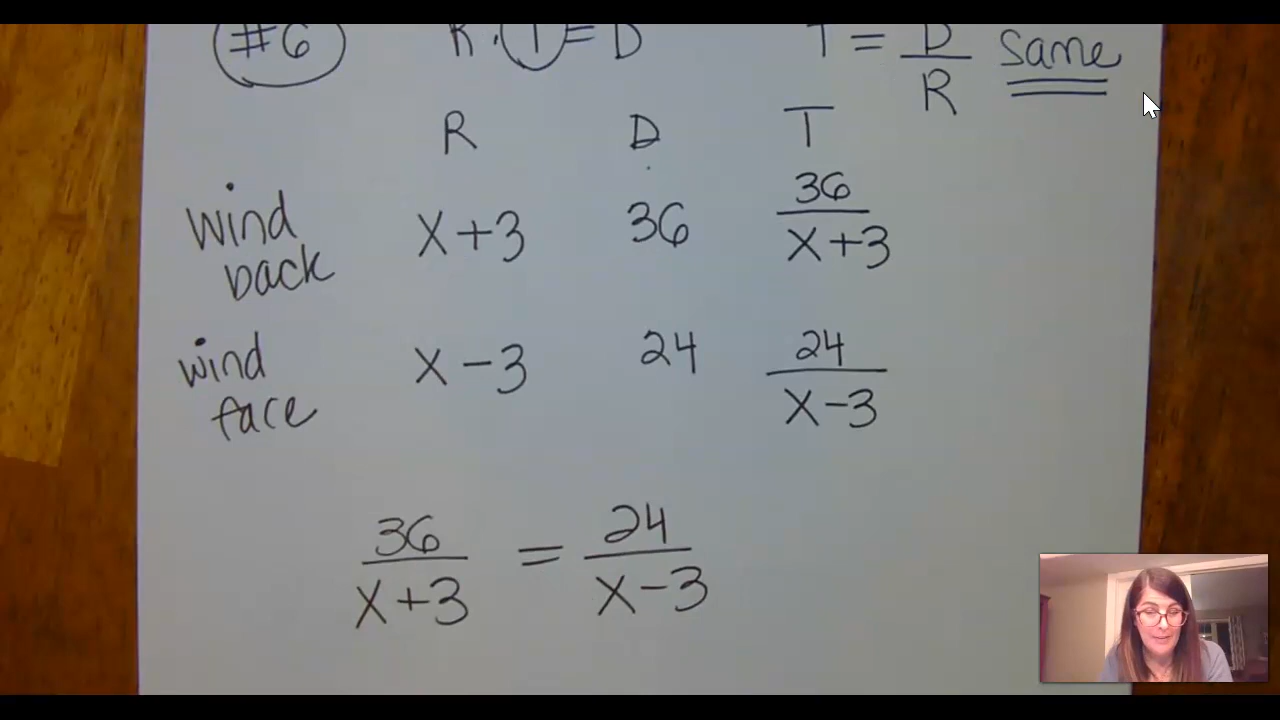 #6 R · T = D T = D/R same
R D T
wind back x+3 36 36/x+3
wind face x-3 24 24/x-3
36/x+3 = 24/x-3